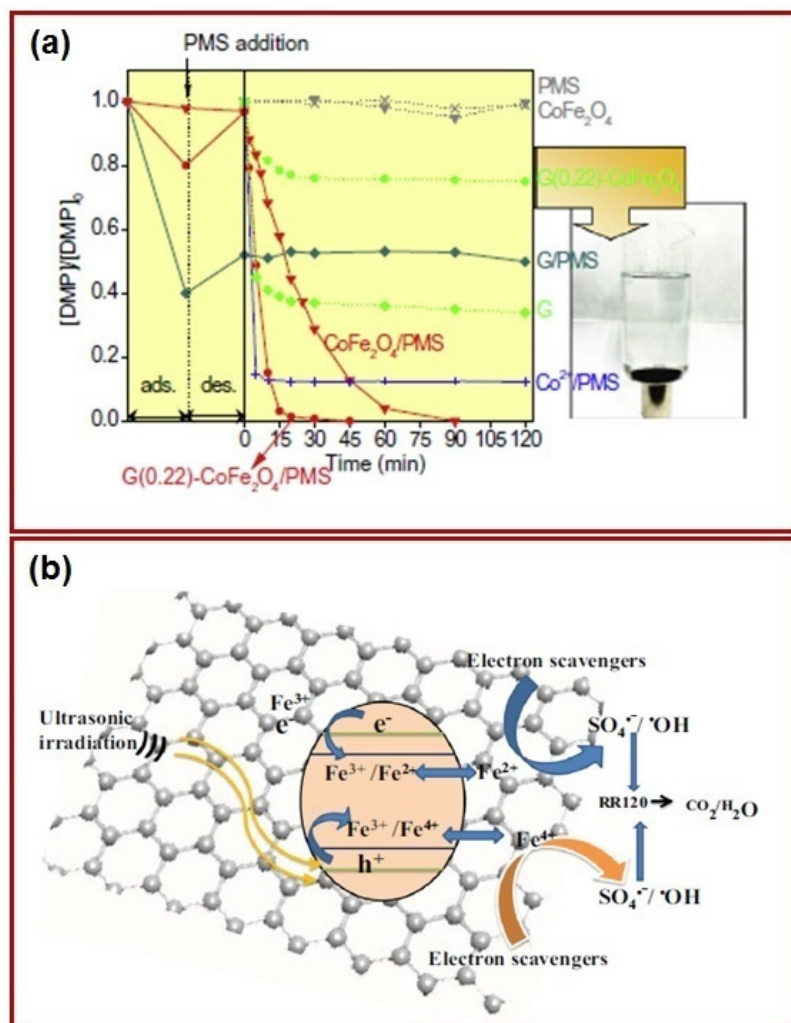 (a)
PMS addition
[DMP]/[DMP]₀
1.0
0.8
0.6
0.4
0.2
0.0
ads.
des.
PMS
CoFe₂O₄
G(0.22)-CoFe₂O₄
G/PMS
G
CoFe₂O₄/PMS
Co²⁺/PMS
0 15 30 45 60 75 90 105 120
Time (min)
G(0.22)-CoFe₂O₄/PMS
(b)
Electron scavengers
Ultrasonic
irradiation
Fe³⁺
e⁻
e⁻
SO₄•⁻/ •OH
Fe³⁺ /Fe²⁺
Fe²⁺
RR120 → CO₂/H₂O
Fe³⁺ /Fe⁴⁺
Fe⁴⁺
h⁺
SO₄•⁻/ •OH
Electron scavengers